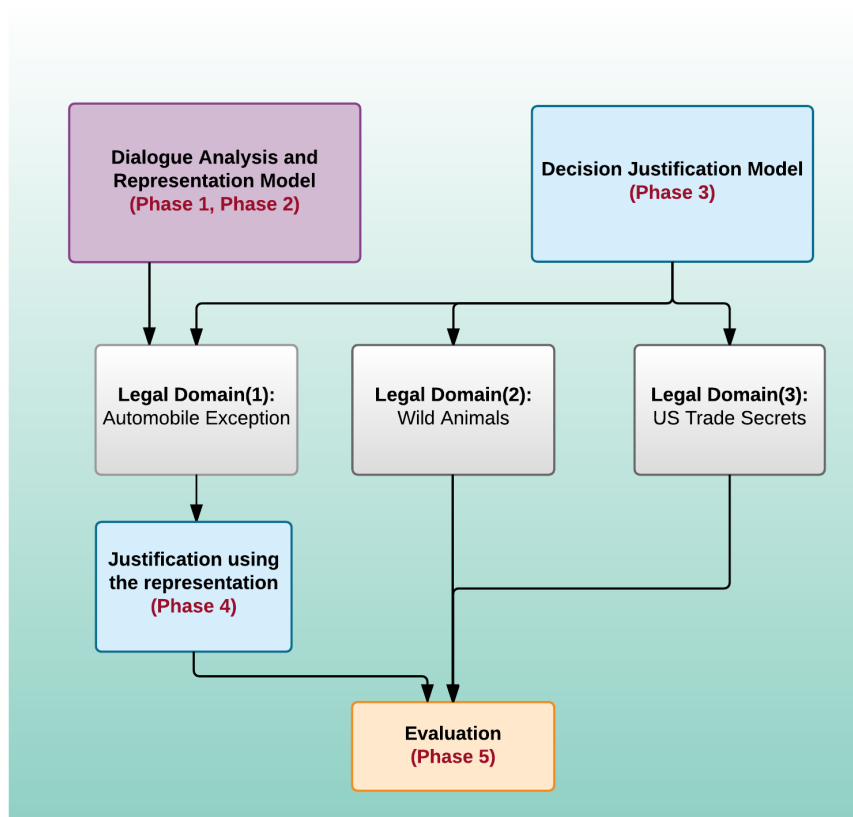 Dialogue Analysis and
Representation Model
(Phase 1, Phase 2)
Decision Justification Model
(Phase 3)
Legal Domain(1):
Automobile Exception
Legal Domain(2):
Wild Animals
Legal Domain(3):
US Trade Secrets
Justification using
the representation
(Phase 4)
Evaluation
(Phase 5)